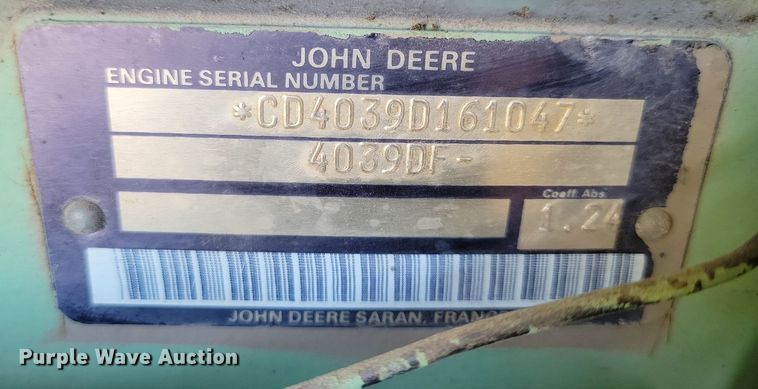 JOHN DEERE
ENGINE SERIAL NUMBER
*CD4039D161047*
4039DF-
Coeff. Abs
1.24
JOHN DEERE SARAN, FRANC
Purple Wave Auction